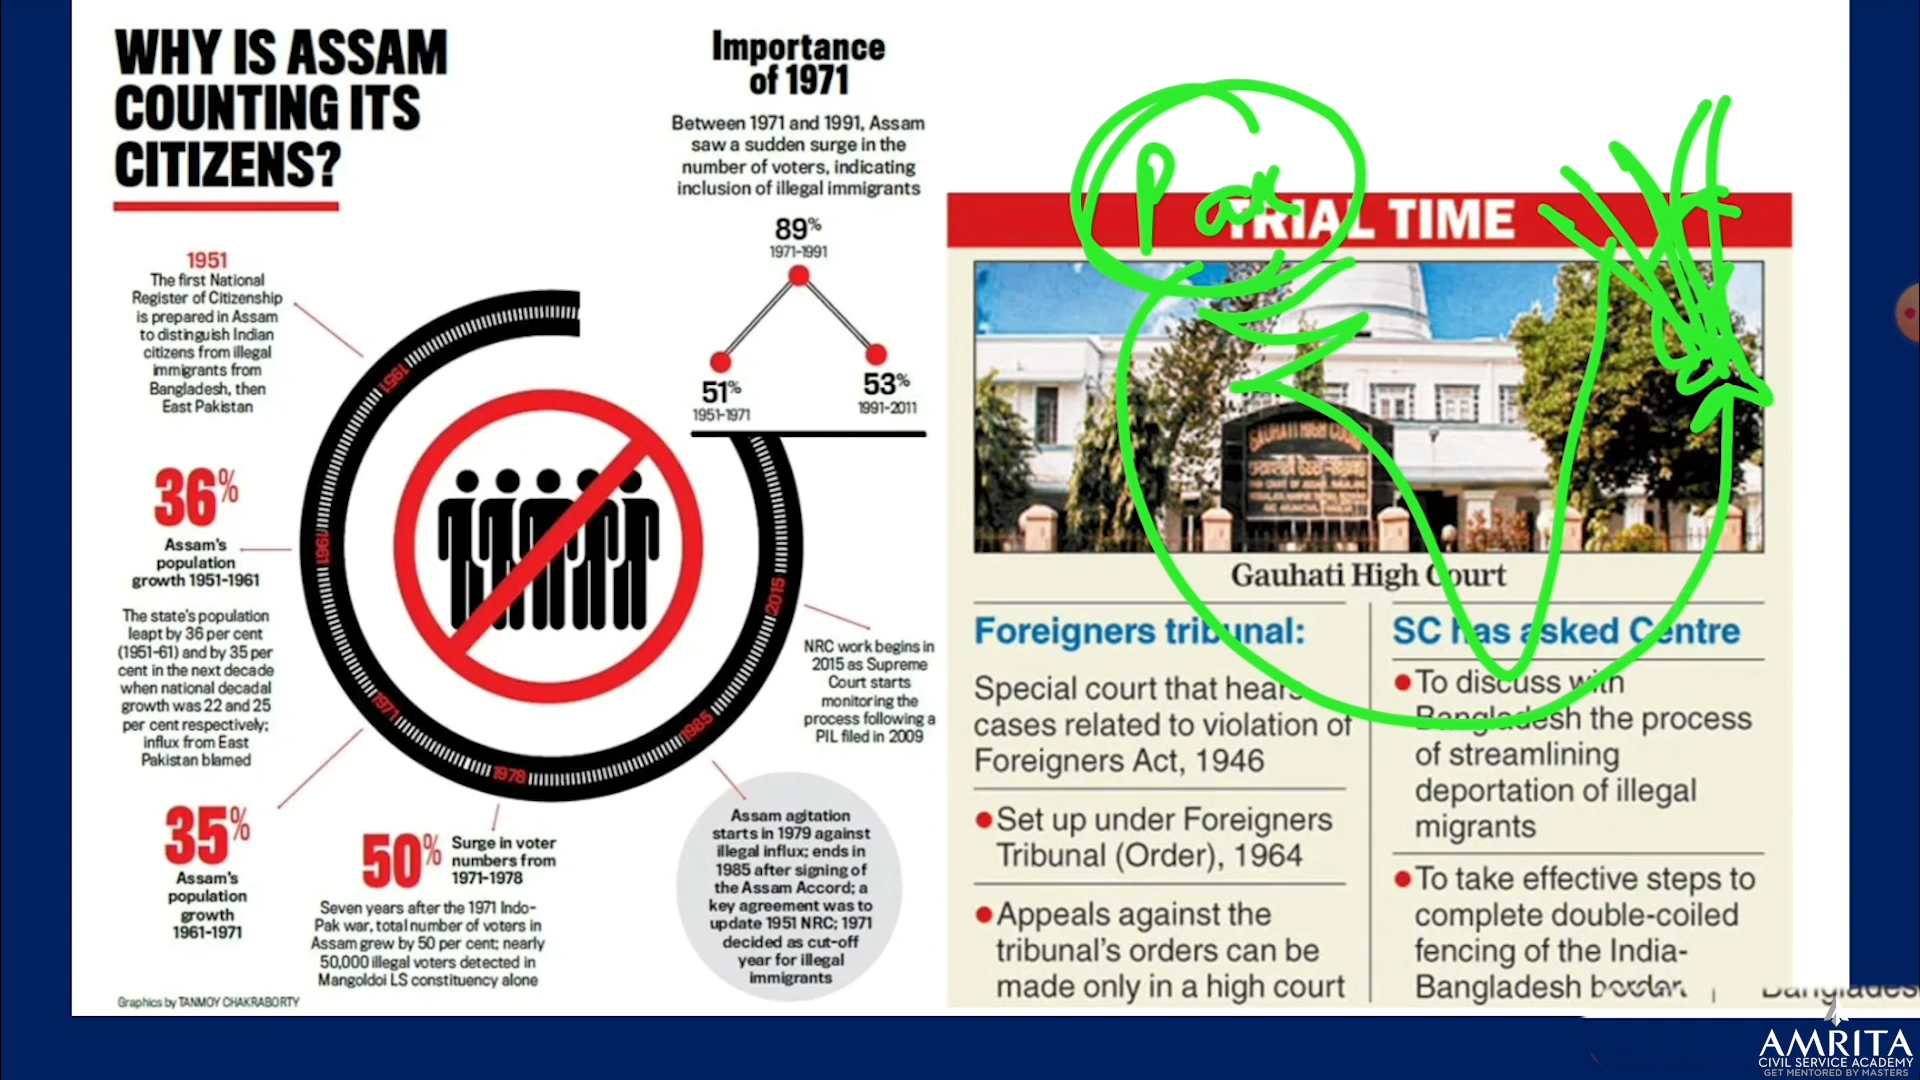 WHY IS ASSAM
COUNTING ITS
CITIZENS?
1951
The first National
Register of Citizenship
is prepared in Assam
to distinguish Indian
citizens from illegal
immigrants from
Bangladesh, then
East Pakistan
36%
Assam's
population
growth 1951-1961
The state's population
leapt by 36 per cent
(1951-61) and by 35 per
cent in the next decade
when national decadal
growth was 22 and 25
per cent respectively;
influx from East
Pakistan blamed
35%
Assam's
population
growth
1961-1971
1951
1961
1971
1978
1985
2015
50%
Surge in voter
numbers from
1971-1978
Seven years after the 1971 Indo-
Pak war, total number of voters in
Assam grew by 50 per cent; nearly
50,000 illegal voters detected in
Mangoldoi LS constituency alone
Graphics by TANMOY CHAKRABORTY
Importance
of 1971
Between 1971 and 1991, Assam
saw a sudden surge in the
number of voters, indicating
inclusion of illegal immigrants
89%
1971-1991
51%
1951-1971
53%
1991-2011
NRC work begins in
2015 as Supreme
Court starts
monitoring the
process following a
PIL filed in 2009
Assam agitation
starts in 1979 against
illegal influx; ends in
1985 after signing of
the Assam Accord; a
key agreement was to
update 1951 NRC; 1971
decided as cut-off
year for illegal
immigrants
Pak
TRIAL TIME
GAUHATI HIGH COURT
Gauhati High Court
Foreigners tribunal:
Special court that hears
cases related to violation of
Foreigners Act, 1946
Set up under Foreigners
Tribunal (Order), 1964
Appeals against the
tribunal's orders can be
made only in a high court
SC has asked Centre
To discuss with
Bangladesh the process
of streamlining
deportation of illegal
migrants
To take effective steps to
complete double-coiled
fencing of the India-
Bangladesh border
AMRITA
CIVIL SERVICE ACADEMY
GET MENTORED BY MASTERS